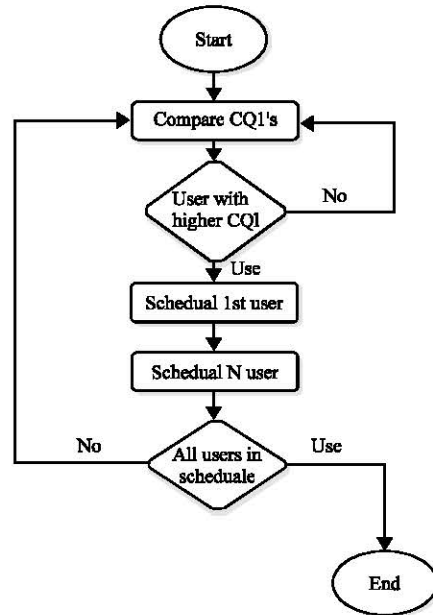 Start
Compare CQ1's
User with
higher CQl
No
Use
Schedual 1st user
Schedual N user
No
All users in
scheduale
Use
End